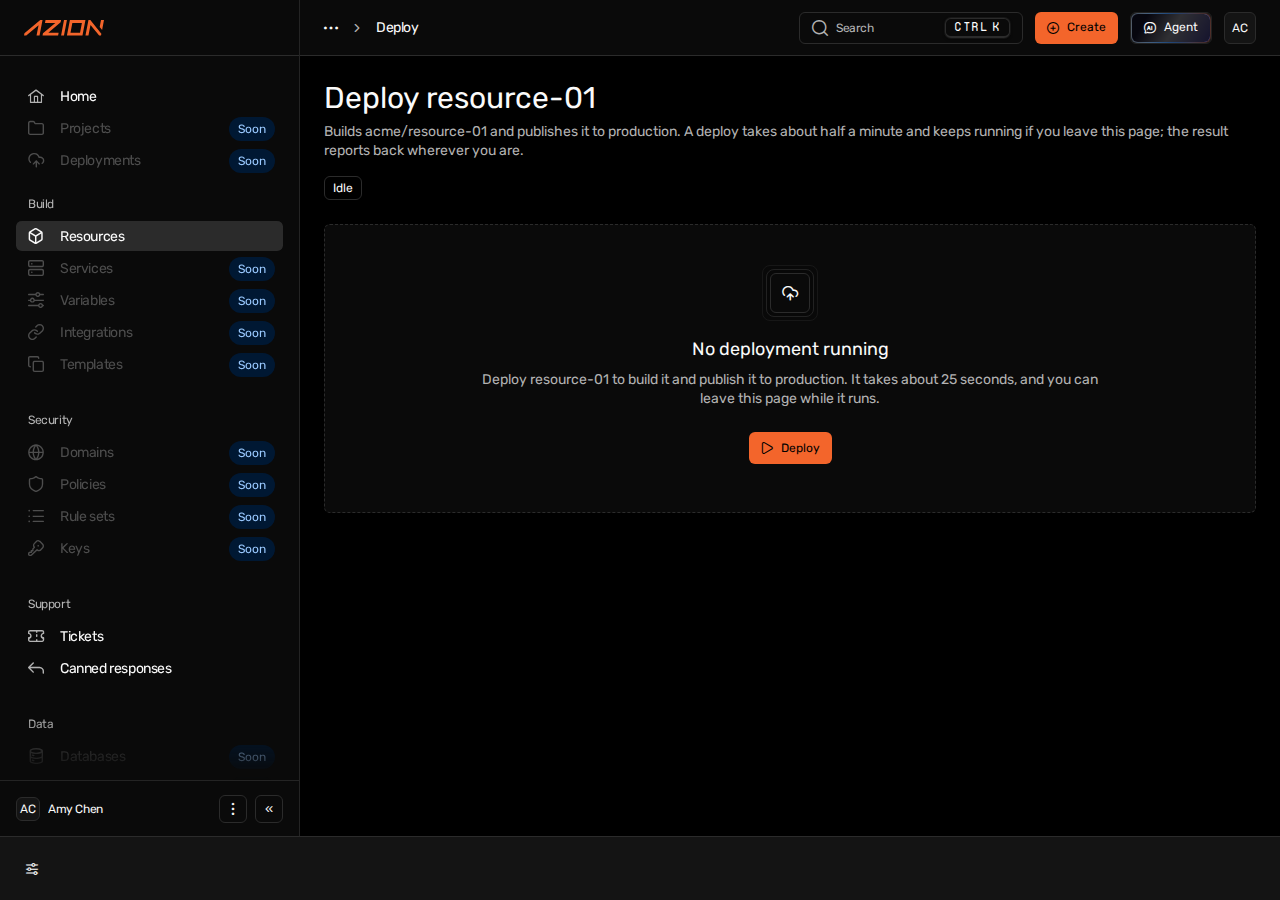 AZION
Deploy
Search
CTRL K
Create
Agent
AC
Home
Projects
Soon
Deployments
Soon
Build
Resources
Services
Soon
Variables
Soon
Integrations
Soon
Templates
Soon
Security
Domains
Soon
Policies
Soon
Rule sets
Soon
Keys
Soon
Support
Tickets
Canned responses
Data
Databases
Soon
AC
Amy Chen
Deploy resource-01
Builds acme/resource-01 and publishes it to production. A deploy takes about half a minute and keeps running if you leave this page; the result
reports back wherever you are.
Idle
No deployment running
Deploy resource-01 to build it and publish it to production. It takes about 25 seconds, and you can
leave this page while it runs.
Deploy